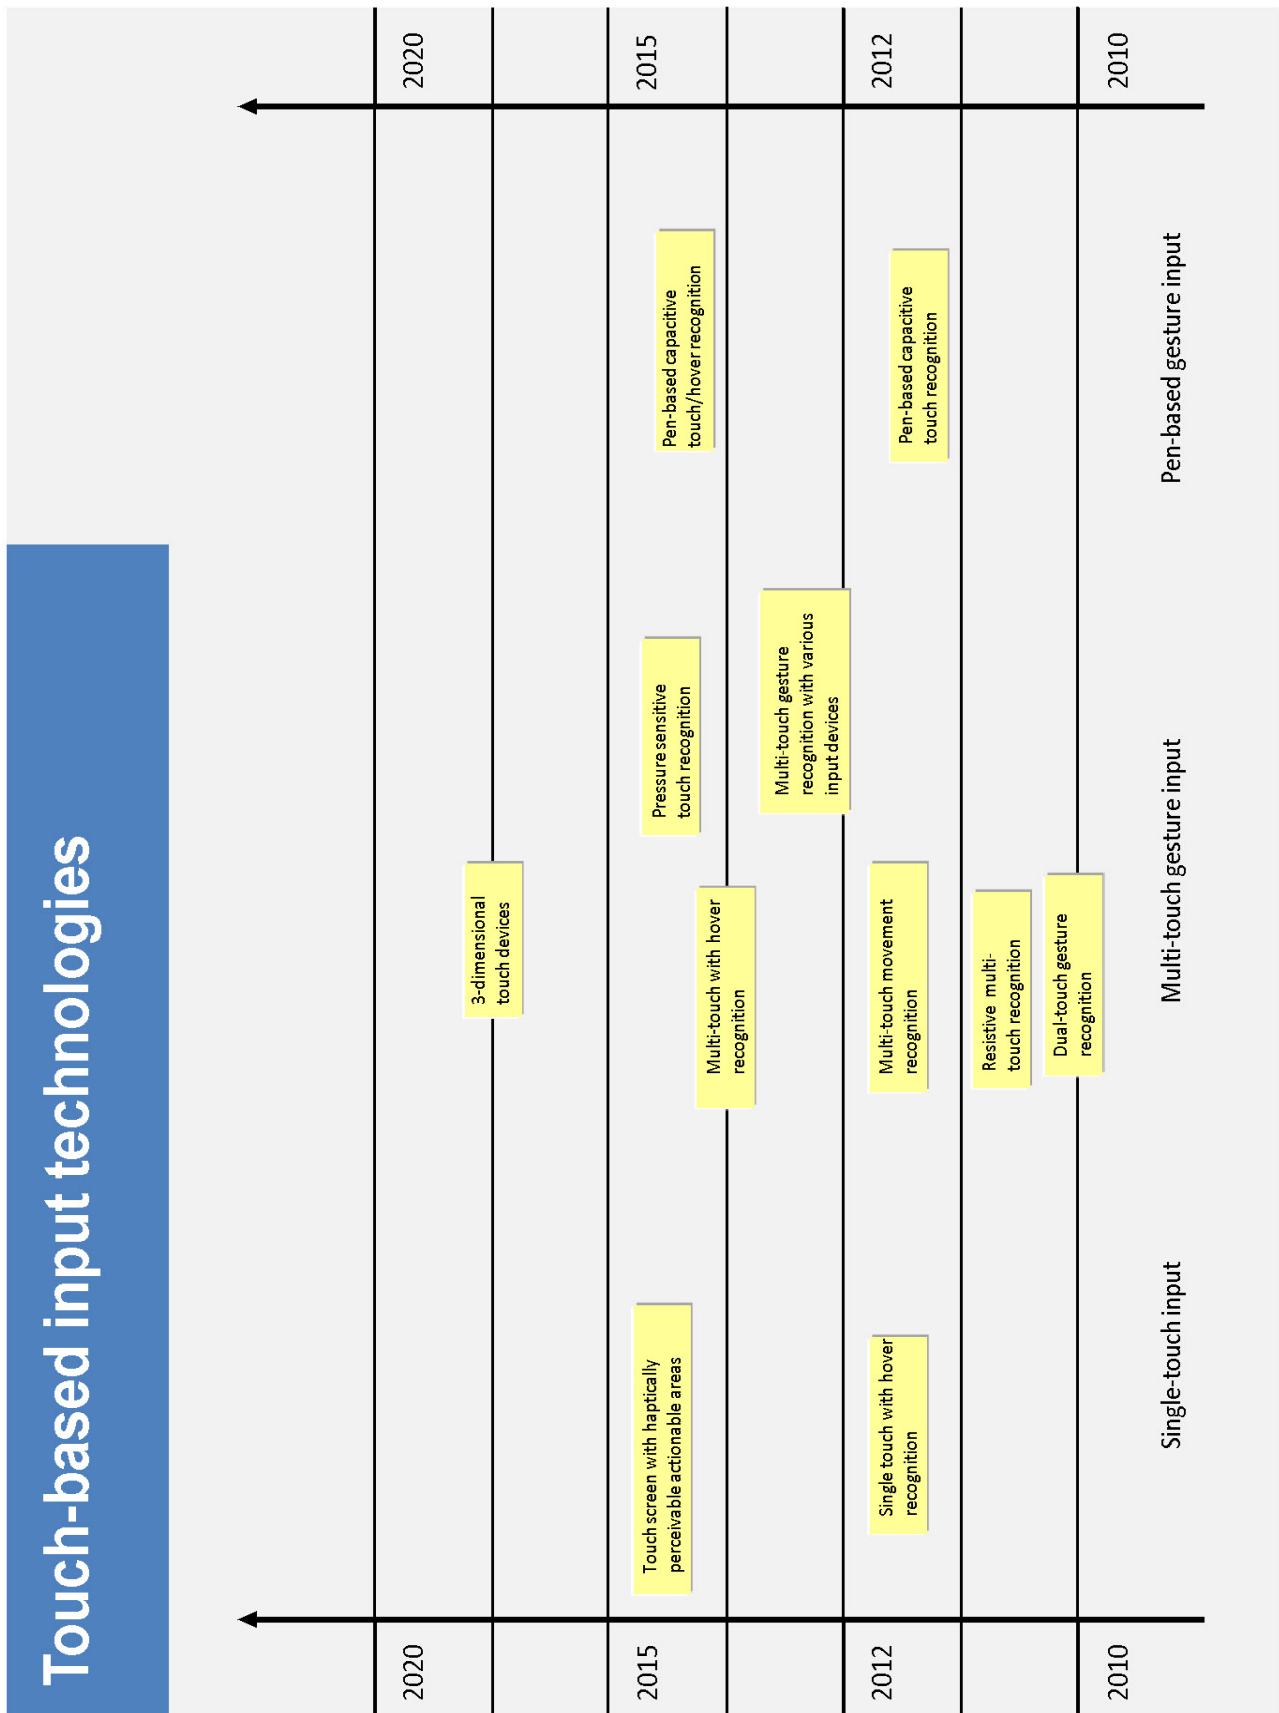 Touch-based input technologies
2020
2020
3-dimensional
touch devices
2015
2015
Touch screen with haptically
perceivable actionable areas
Pressure sensitive
touch recognition
Pen-based capacitive
touch/hover recognition
Multi-touch with hover
recognition
Multi-touch gesture
recognition with various
input devices
2012
2012
Single touch with hover
recognition
Multi-touch movement
recognition
Pen-based capacitive
touch recognition
Resistive multi-
touch recognition
Dual-touch gesture
recognition
2010
2010
Single-touch input
Multi-touch gesture input
Pen-based gesture input